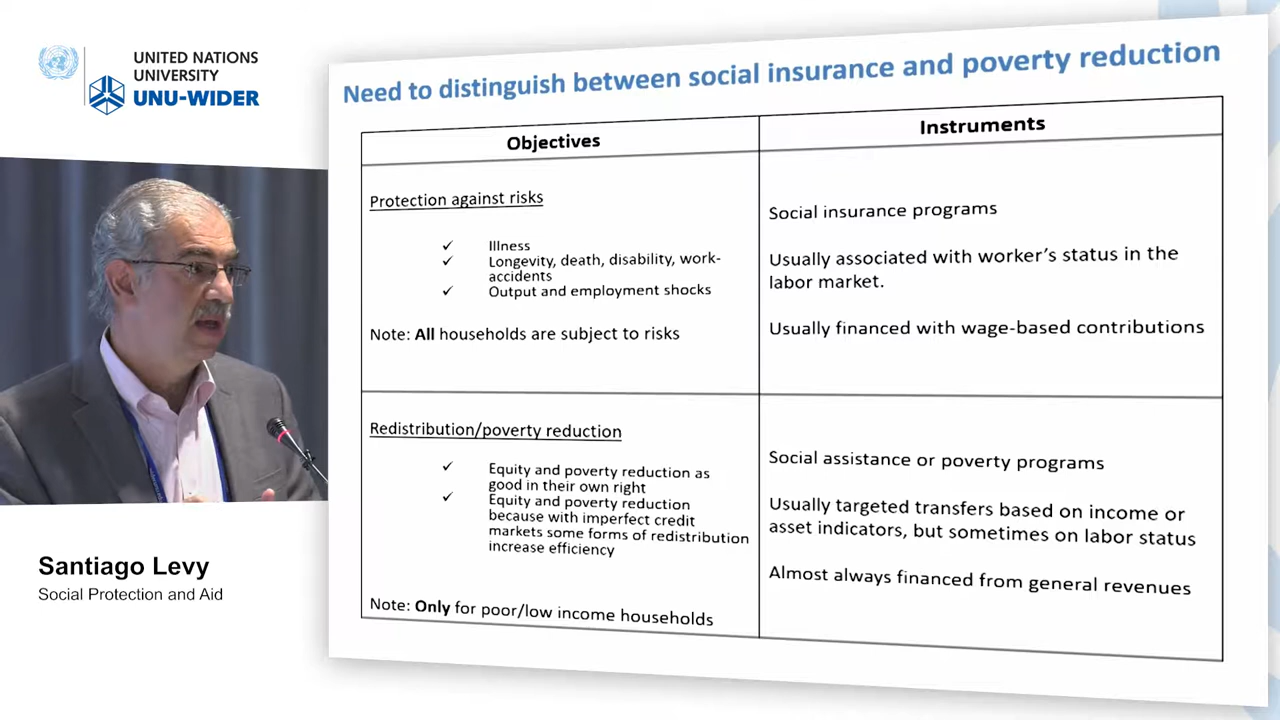 UNITED NATIONS
UNIVERSITY
UNU-WIDER
Need to distinguish between social insurance and poverty reduction
Objectives
Instruments
Protection against risks
✓ Illness
✓ Longevity, death, disability, work-
accidents
✓ Output and employment shocks
Note: All households are subject to risks
Social insurance programs
Usually associated with worker's status in the
labor market.
Usually financed with wage-based contributions
Redistribution/poverty reduction
✓ Equity and poverty reduction as
good in their own right
✓ Equity and poverty reduction
because with imperfect credit
markets some forms of redistribution
increase efficiency
Note: Only for poor/low income households
Social assistance or poverty programs
Usually targeted transfers based on income or
asset indicators, but sometimes on labor status
Almost always financed from general revenues
Santiago Levy
Social Protection and Aid